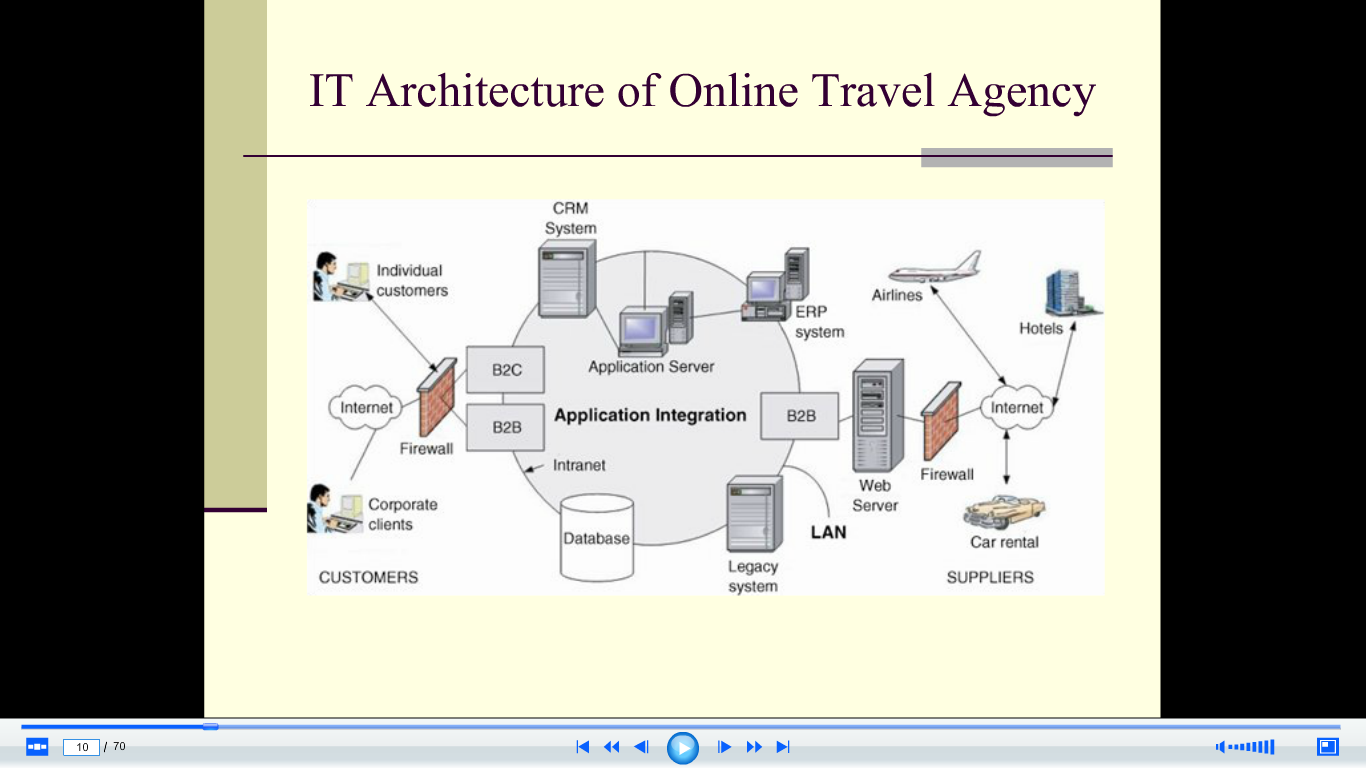 IT Architecture of Online Travel Agency
CRM
System
Individual
customers
Airlines
Hotels
ERP
system
Application Server
B2C
Internet
Application Integration
B2B
Internet
B2B
Firewall
Intranet
Firewall
Web
Server
Corporate
clients
Database
LAN
Car rental
Legacy
system
CUSTOMERS
SUPPLIERS
10 / 70